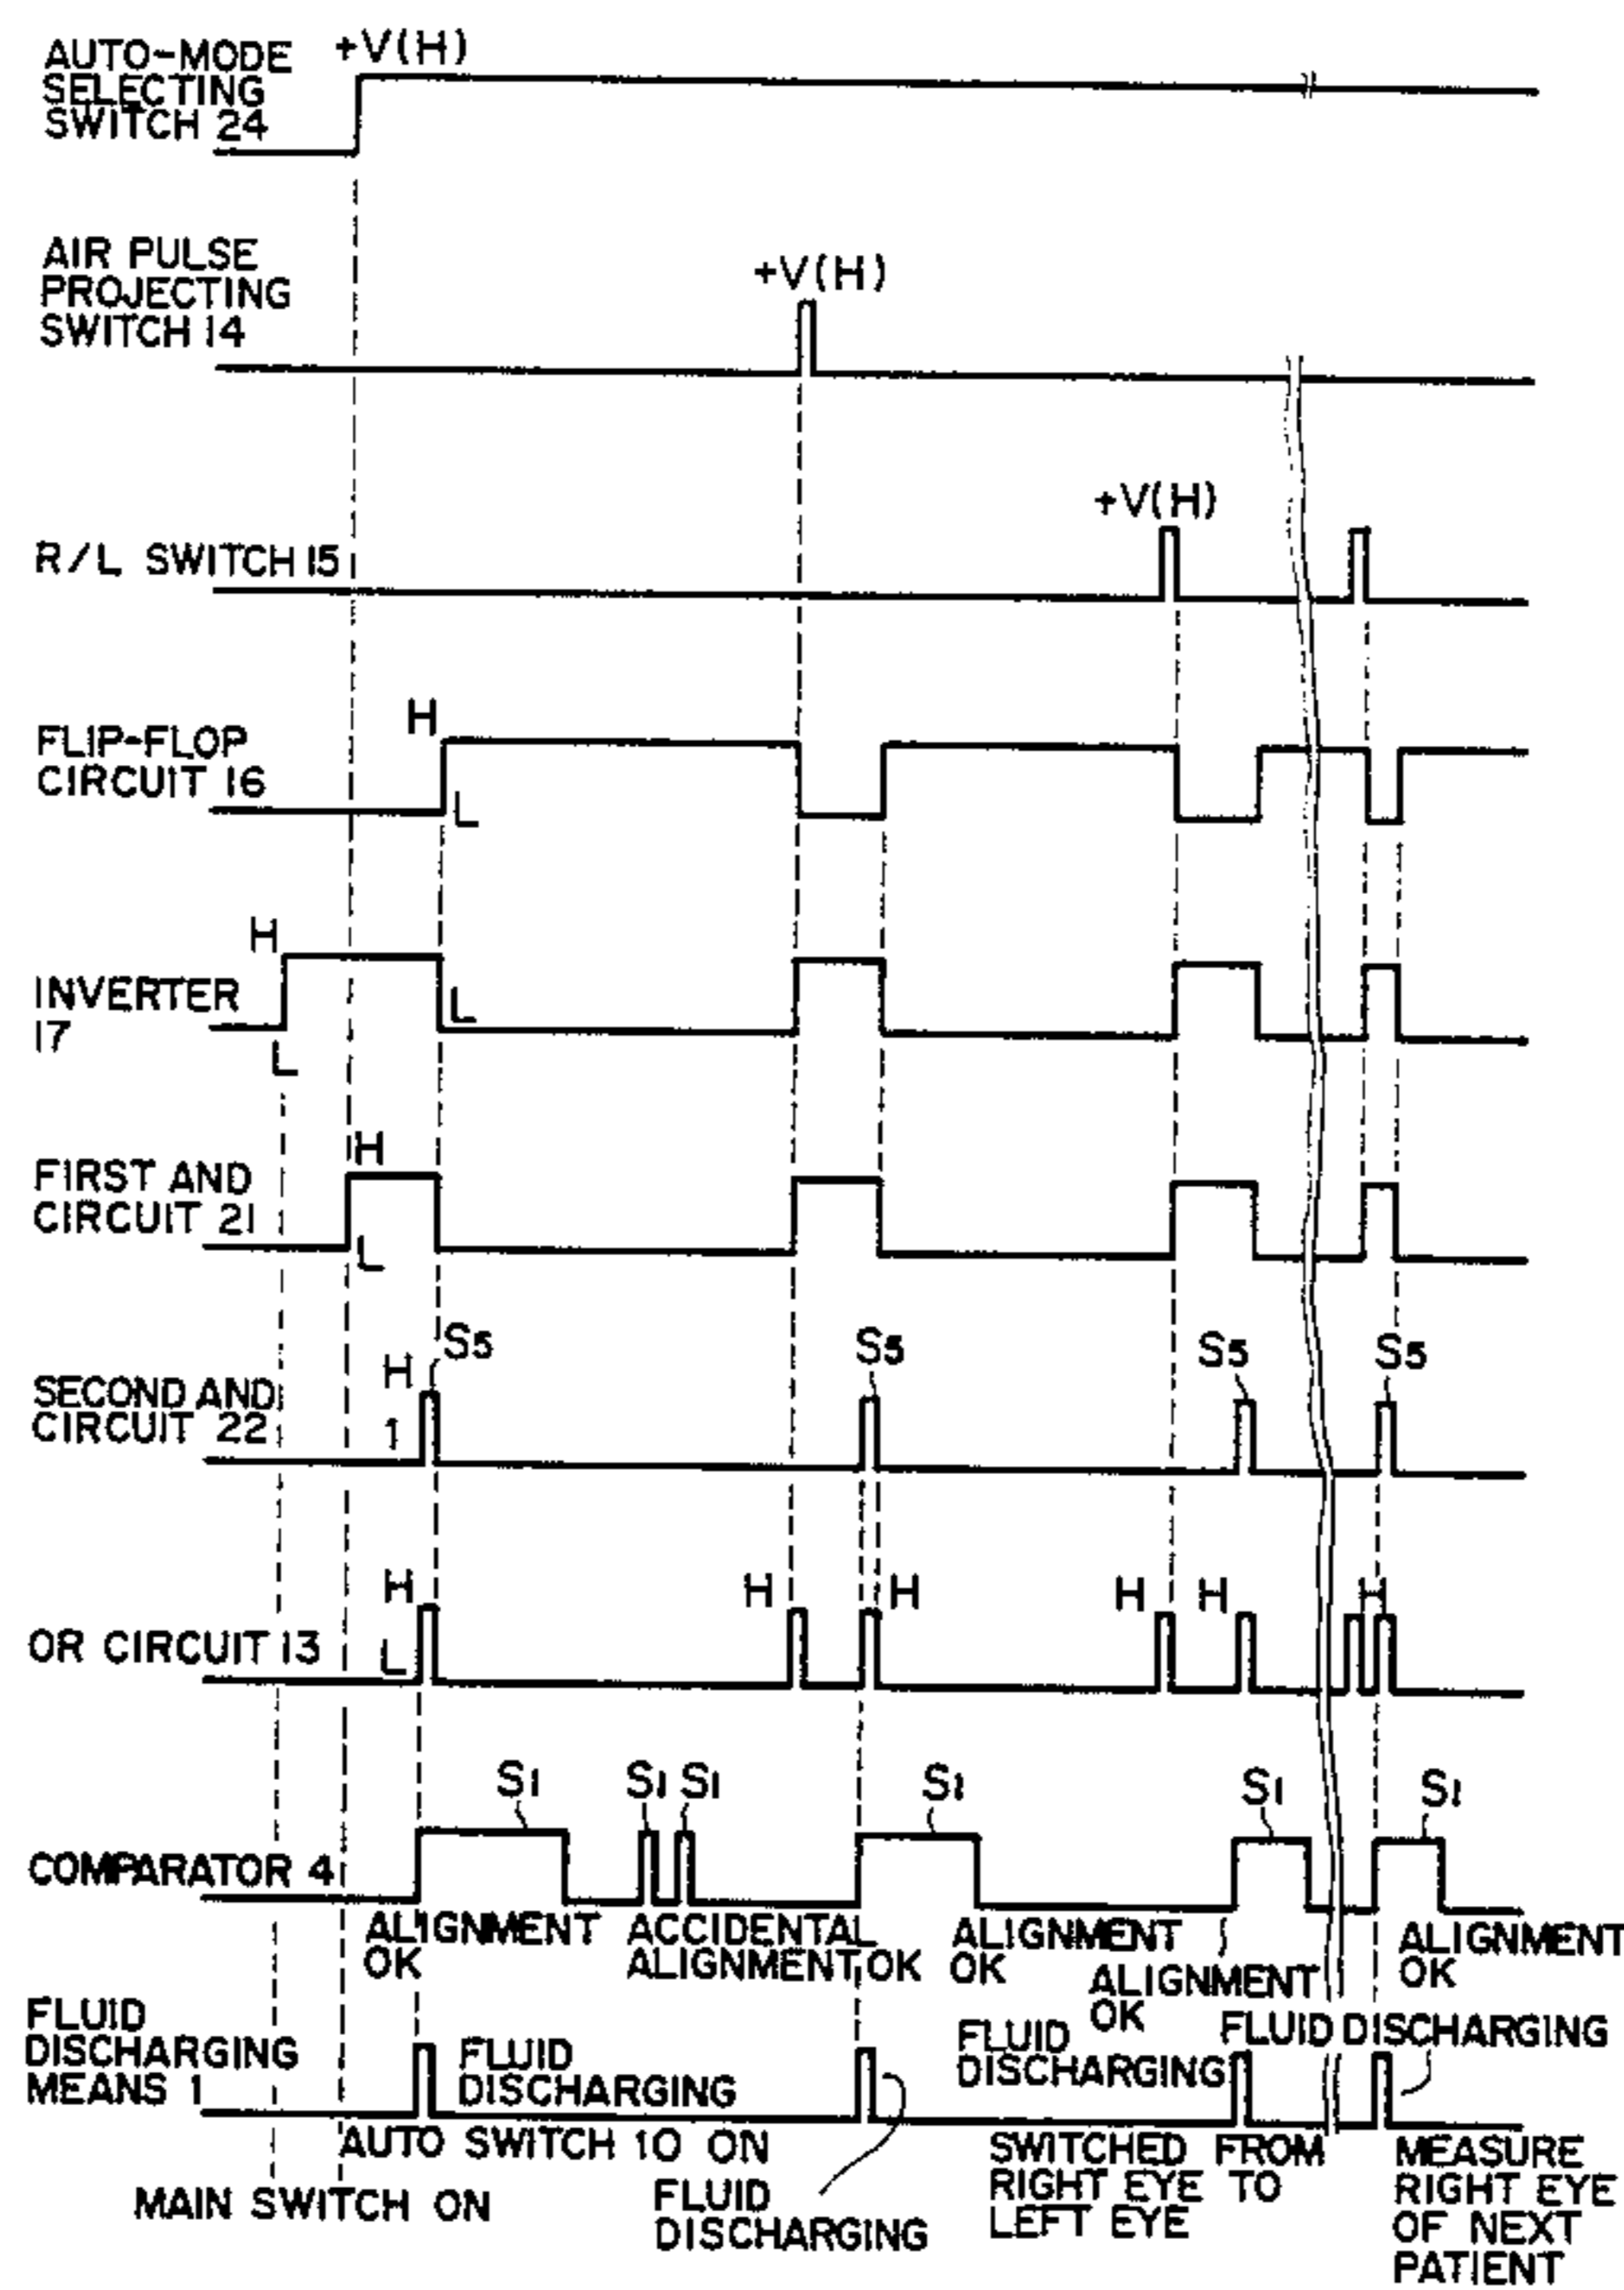 AUTO-MODE
SELECTING
SWITCH 24
+V(H)
AIR PULSE
PROJECTING
SWITCH 14
+V(H)
R/L SWITCH 15
+V(H)
FLIP-FLOP
CIRCUIT 16
H
L
INVERTER
17
H
L
L
FIRST AND
CIRCUIT 21
H
L
SECOND AND
CIRCUIT 22
H
1
S5
S5
S5
S5
OR CIRCUIT 13
H
L
H
H
H
H
H
COMPARATOR 4
S1
S1
S1
S1
S1
S1
ALIGNMENT
OK
ACCIDENTAL
ALIGNMENT OK
ALIGNMENT
OK
ALIGNMENT
OK
ALIGNMENT
OK
FLUID
DISCHARGING
MEANS 1
FLUID
DISCHARGING
FLUID
DISCHARGING
FLUID DISCHARGING
AUTO SWITCH 10 ON
MAIN SWITCH ON
FLUID
DISCHARGING
SWITCHED FROM
RIGHT EYE TO
LEFT EYE
MEASURE
RIGHT EYE
OF NEXT
PATIENT